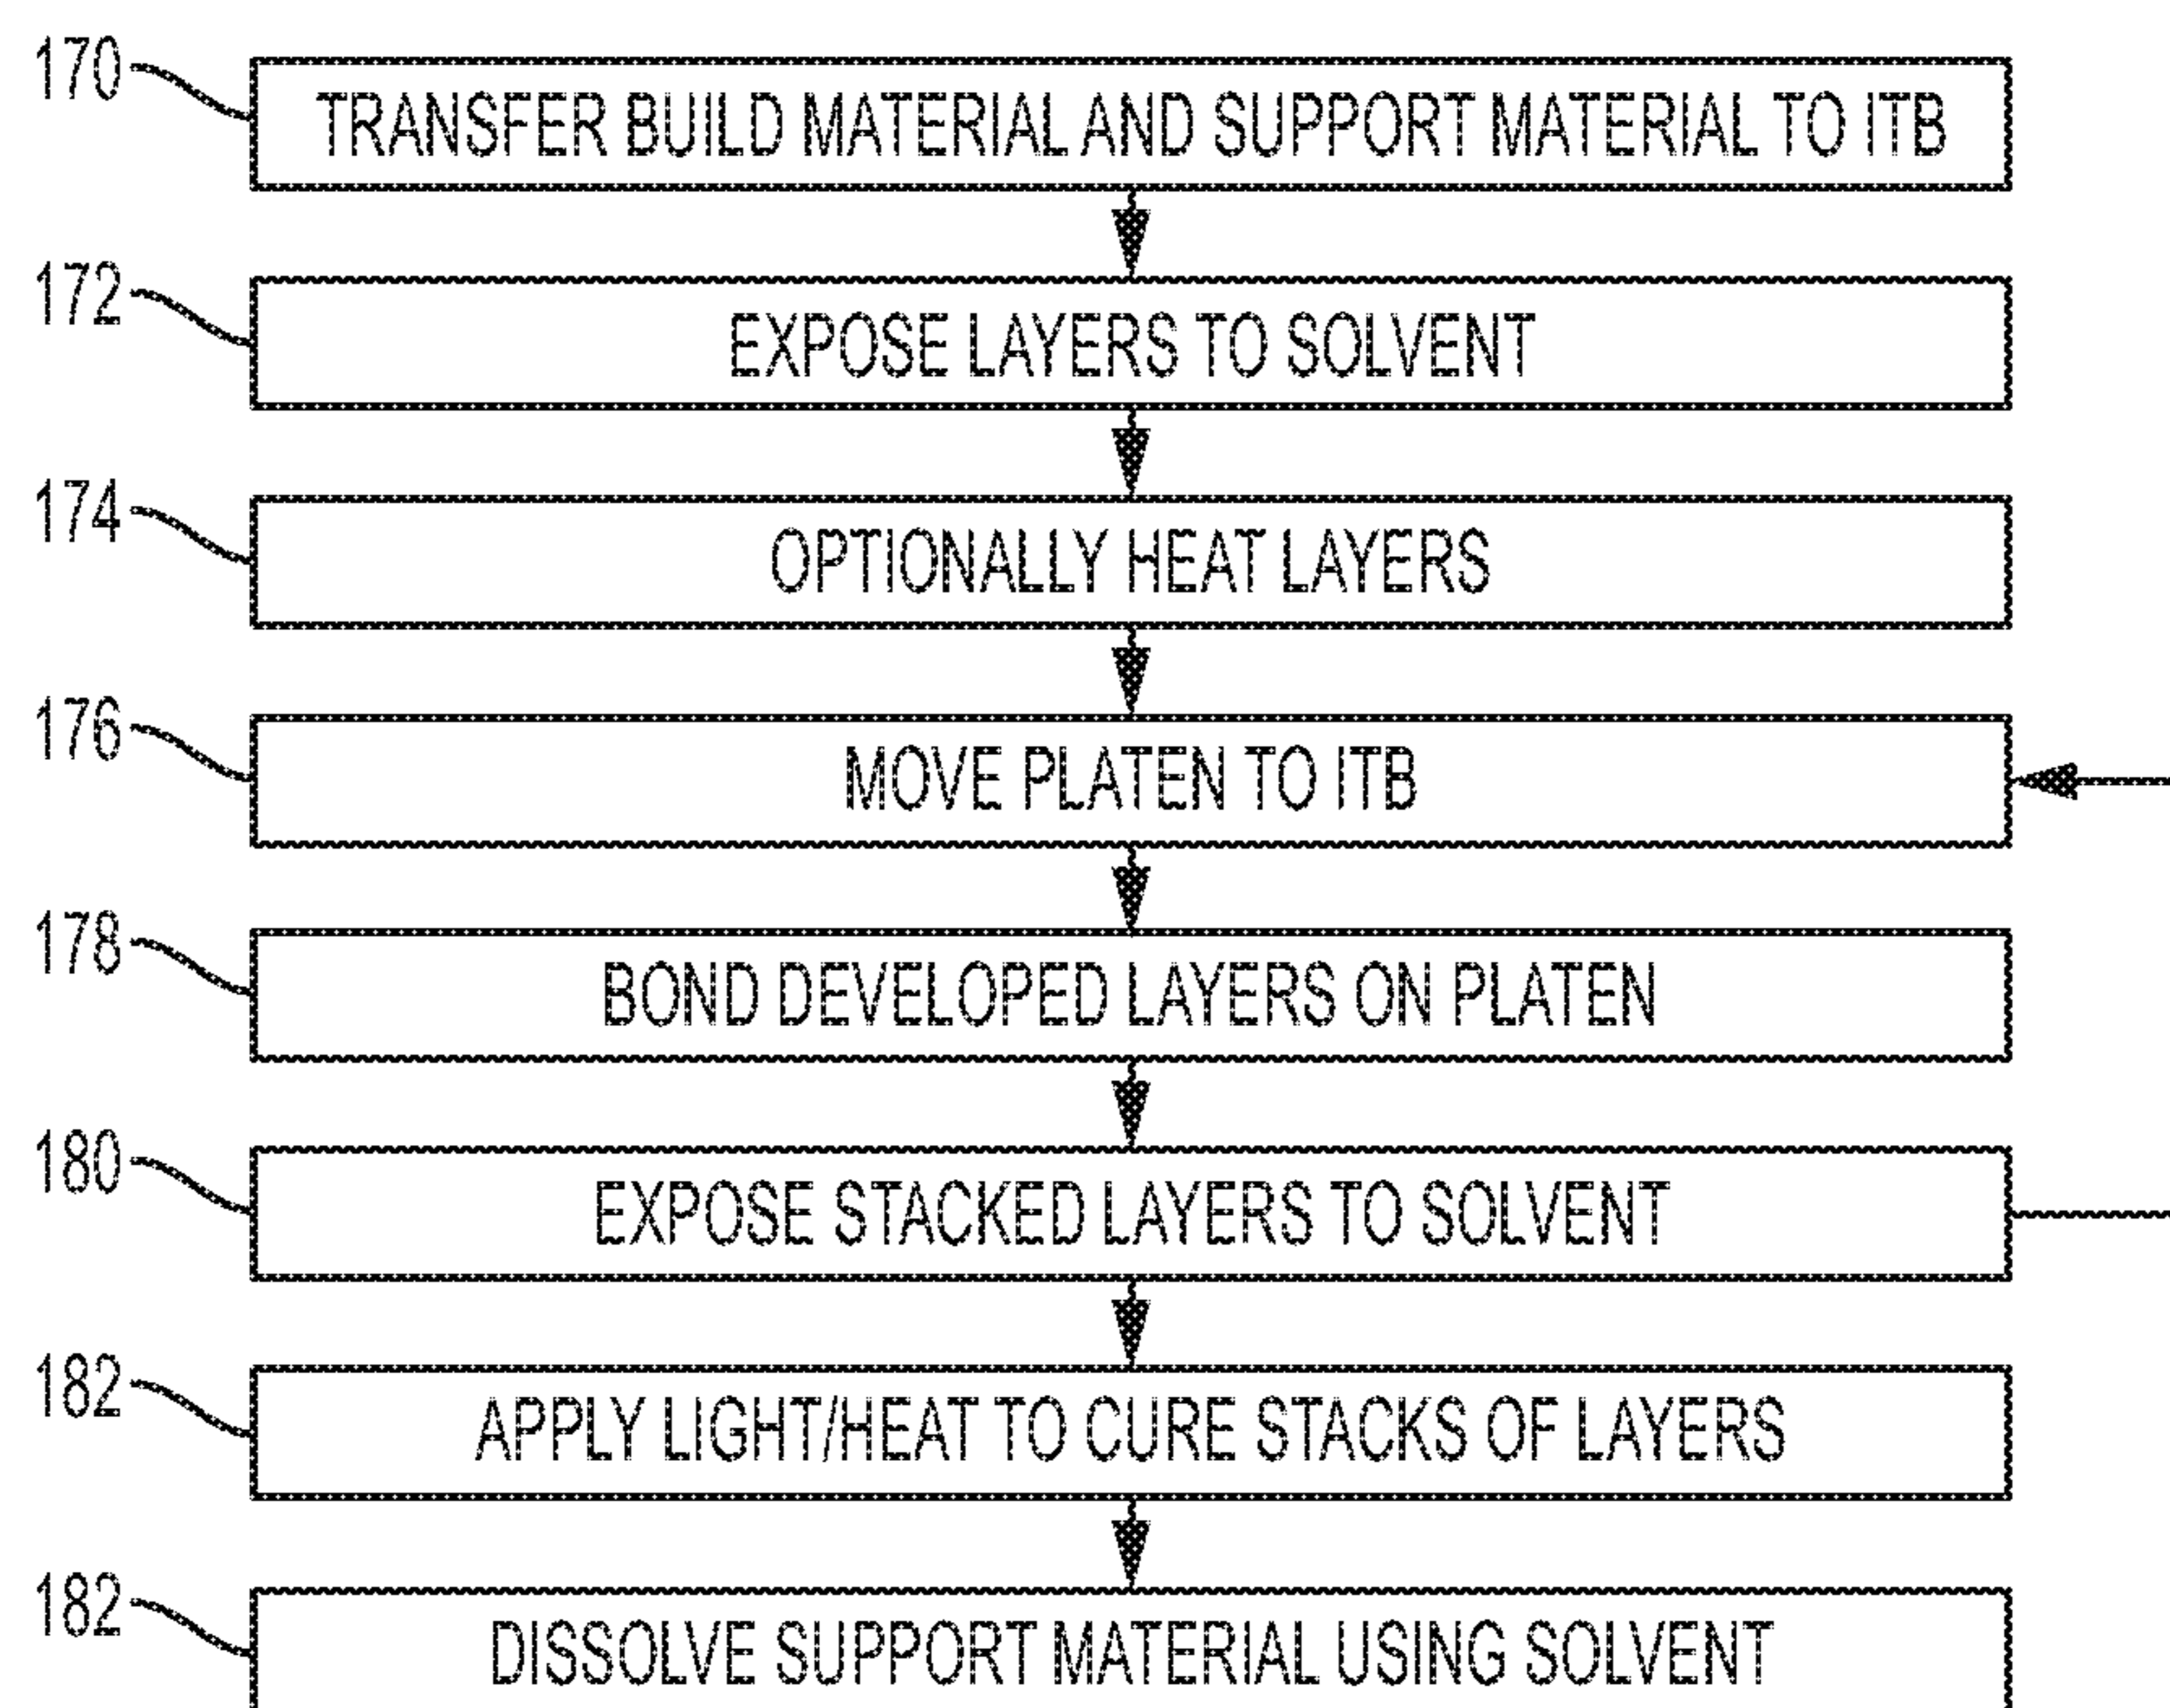 170 TRANSFER BUILD MATERIAL AND SUPPORT MATERIAL TO ITB
172 EXPOSE LAYERS TO SOLVENT
174 OPTIONALLY HEAT LAYERS
176 MOVE PLATEN TO ITB
178 BOND DEVELOPED LAYERS ON PLATEN
180 EXPOSE STACKED LAYERS TO SOLVENT
182 APPLY LIGHT/HEAT TO CURE STACKS OF LAYERS
182 DISSOLVE SUPPORT MATERIAL USING SOLVENT